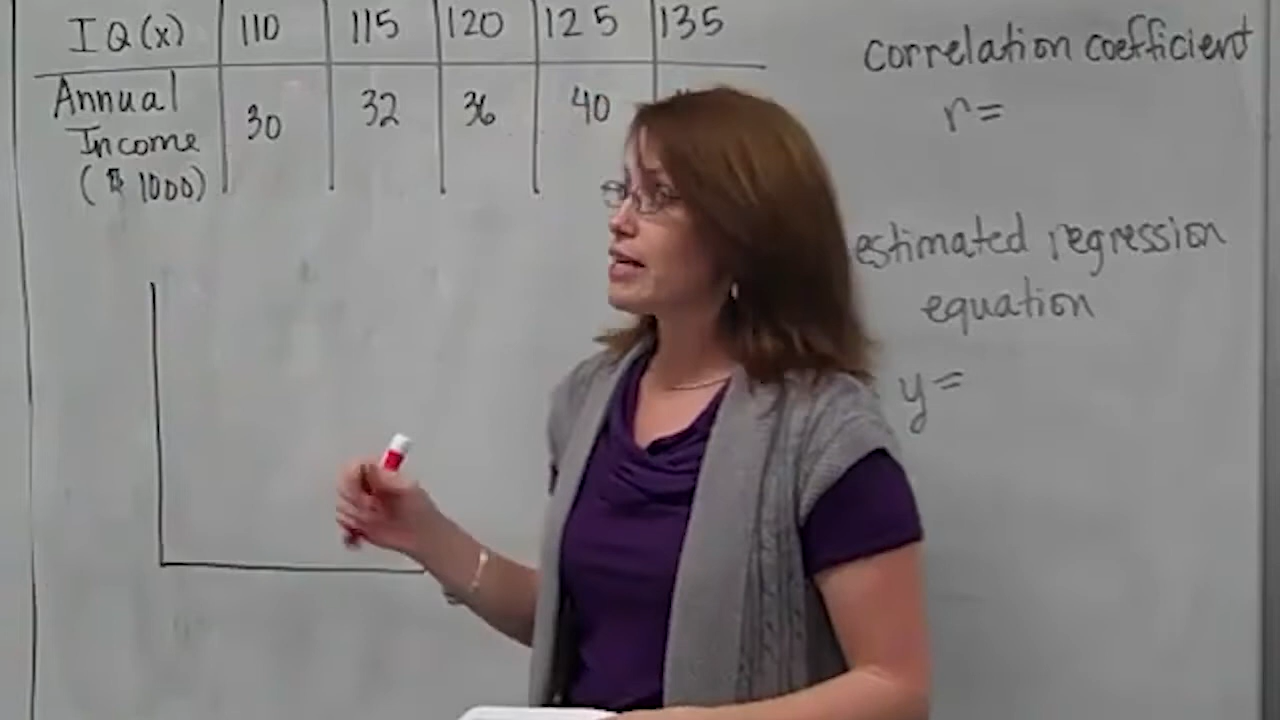 IQ(x) 110 115 120 125 135
Annual
Income
($ 1000) 30 32 36 40
correlation coefficient
r=
estimated regression
equation
y=